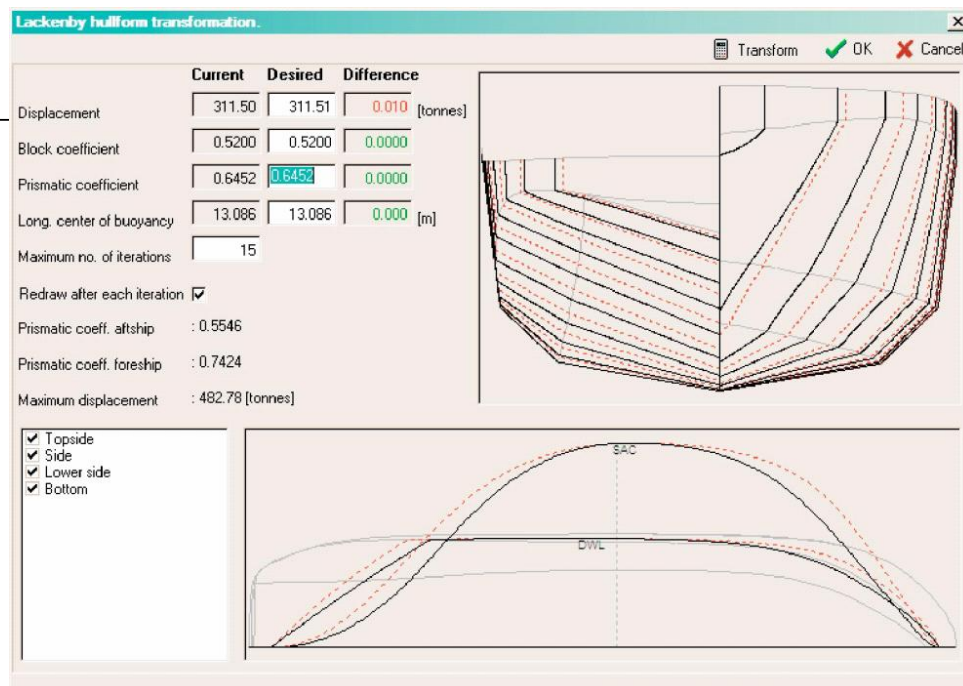 Lackenby hullform transformation.
Transform OK Cancel
Current Desired Difference
Displacement 311.50 311.51 0.010 [tonnes]
Block coefficient 0.5200 0.5200 0.0000
Prismatic coefficient 0.6452 0.6452 0.0000
Long. center of buoyancy 13.086 13.086 0.000 [m]
Maximum no. of iterations 15
Redraw after each iteration
Prismatic coeff. aftship : 0.5546
Prismatic coeff. foreship : 0.7424
Maximum displacement : 482.78 [tonnes]
Topside
Side
Lower side
Bottom
SAC
DWL